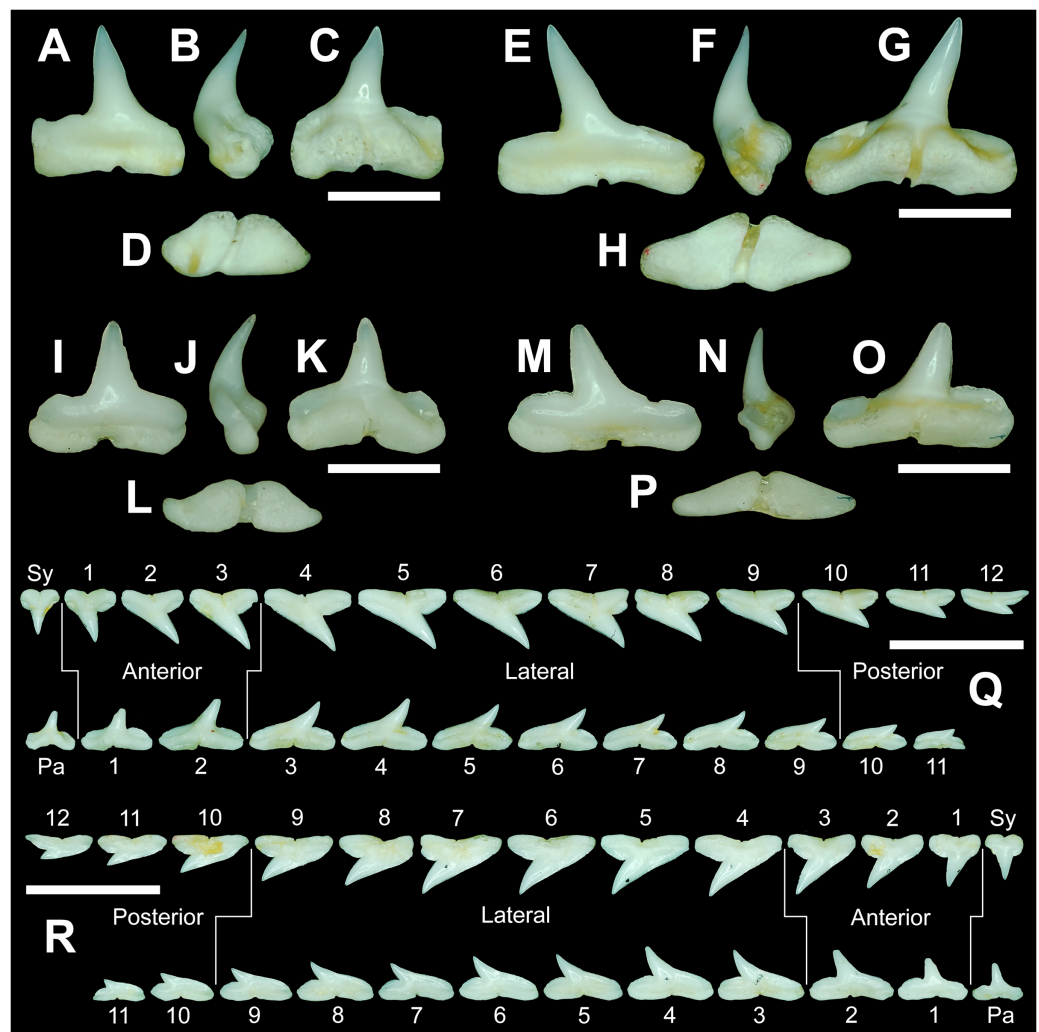 A B C E F G
D H
I J K M N O
L P
Sy 1 2 3 4 5 6 7 8 9 10 11 12
Anterior Lateral Posterior
Q
Pa 1 2 3 4 5 6 7 8 9 10 11
12 11 10 9 8 7 6 5 4 3 2 1 Sy
Posterior Lateral Anterior
R
11 10 9 8 7 6 5 4 3 2 1 Pa